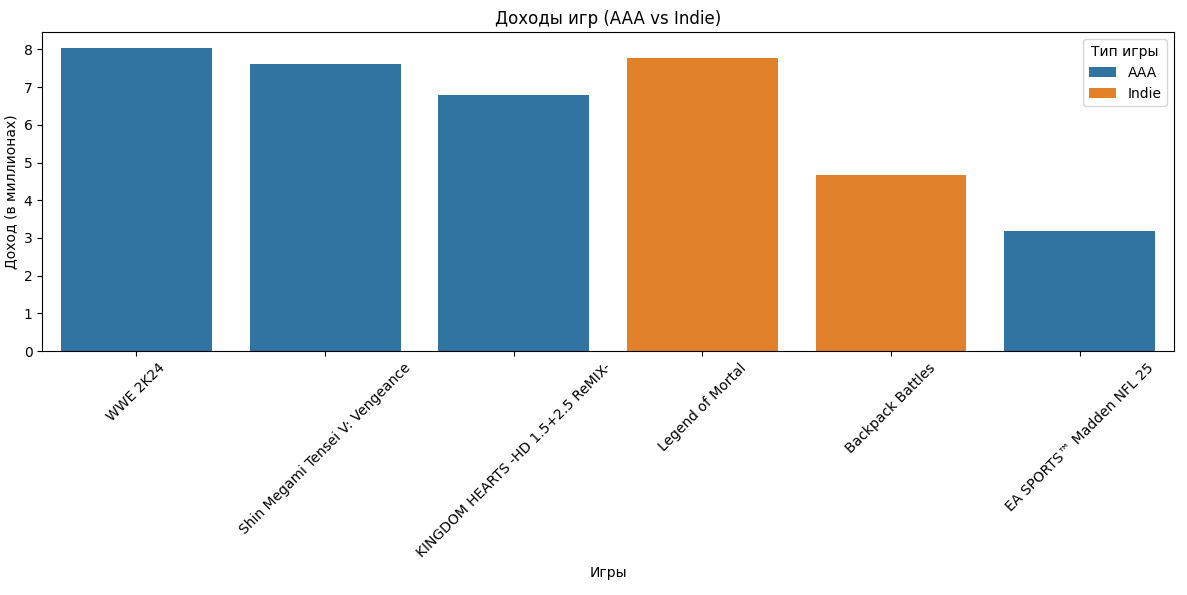 Доходы игр (AAA vs Indie)
Доход (в миллионах)
8
7
6
5
4
3
2
1
0
Тип игры
AAA
Indie
WWE 2K24
Shin Megami Tensei V: Vengeance
KINGDOM HEARTS -HD 1.5+2.5 ReMIX-
Legend of Mortal
Backpack Battles
EA SPORTS™ Madden NFL 25
Игры